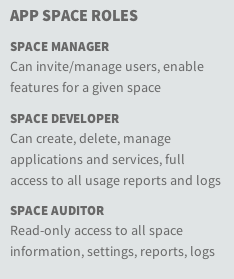 APP SPACE ROLES
SPACE MANAGER
Can invite/manage users, enable
features for a given space
SPACE DEVELOPER
Can create, delete, manage
applications and services, full
access to all usage reports and logs
SPACE AUDITOR
Read-only access to all space
information, settings, reports, logs